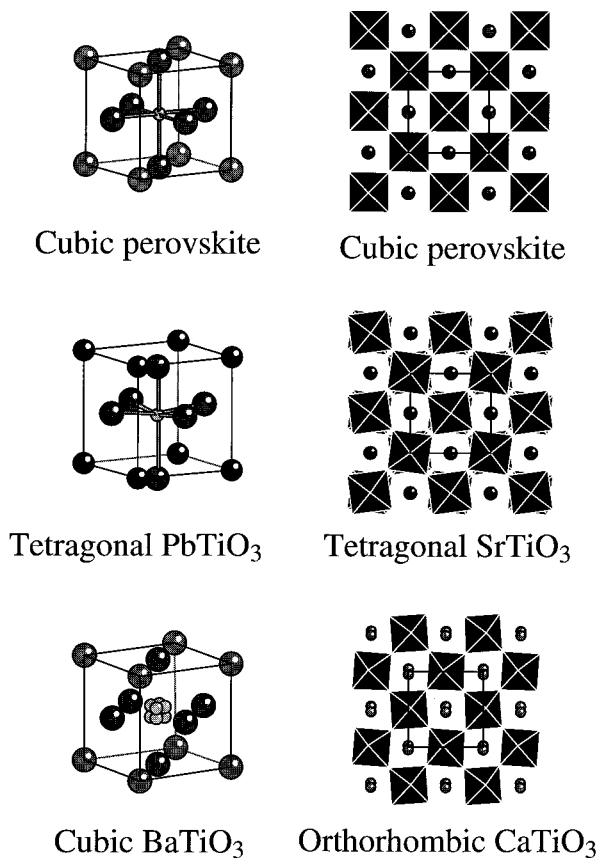 Cubic perovskite
Cubic perovskite
Tetragonal PbTiO₃
Tetragonal SrTiO₃
Cubic BaTiO₃
Orthorhombic CaTiO₃